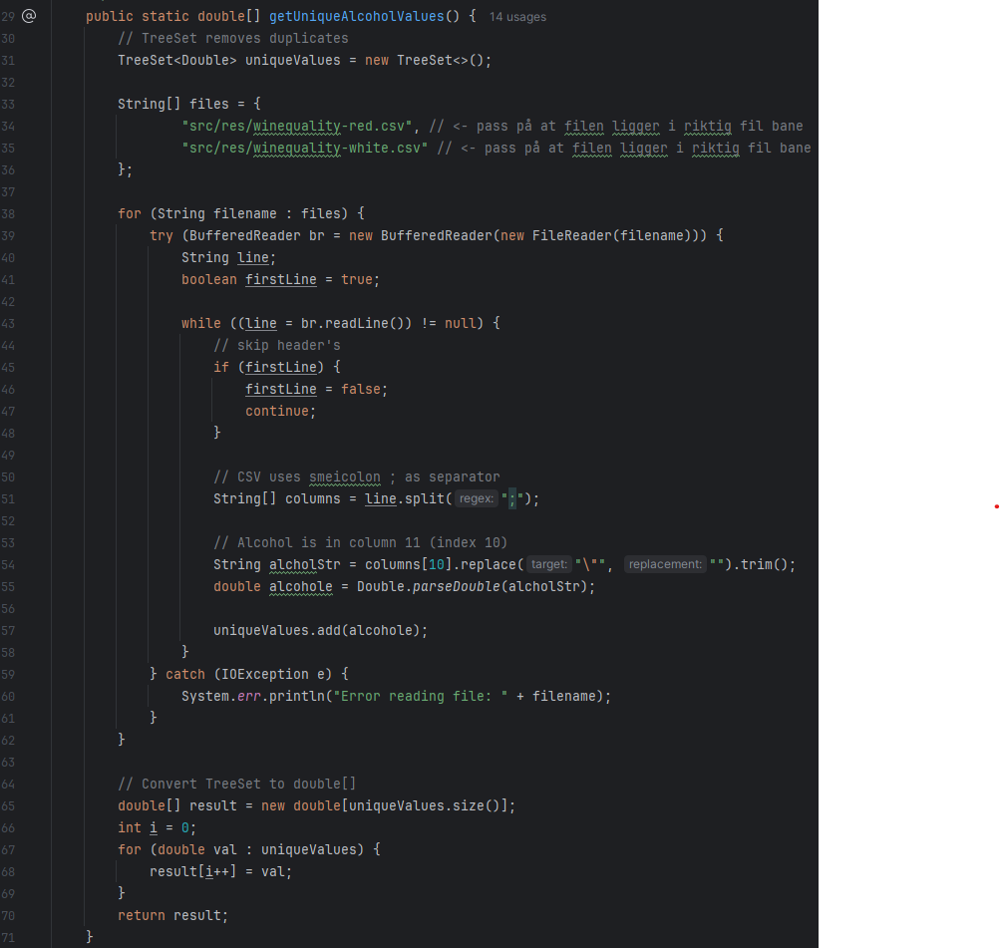 29 @ public static double[] getUniqueAlcoholValues() { 14 usages
30 // TreeSet removes duplicates
31 TreeSet<Double> uniqueValues = new TreeSet<>();
32
33 String[] files = {
34 "src/res/winequality-red.csv", // <- pass på at filen ligger i riktig fil bane
35 "src/res/winequality-white.csv" // <- pass på at filen ligger i riktig fil bane
36 };
37
38 for (String filename : files) {
39 try (BufferedReader br = new BufferedReader(new FileReader(filename))) {
40 String line;
41 boolean firstLine = true;
42
43 while ((line = br.readLine()) != null) {
44 // skip header's
45 if (firstLine) {
46 firstLine = false;
47 continue;
48 }
49
50 // CSV uses smeicolon ; as separator
51 String[] columns = line.split( regex: ";");
52
53 // Alcohol is in column 11 (index 10)
54 String alcholStr = columns[10].replace( target: "\"", replacement: "").trim();
55 double alcohole = Double.parseDouble(alcholStr);
56
57 uniqueValues.add(alcohole);
58 }
59 } catch (IOException e) {
60 System.err.println("Error reading file: " + filename);
61 }
62 }
63
64 // Convert TreeSet to double[]
65 double[] result = new double[uniqueValues.size()];
66 int i = 0;
67 for (double val : uniqueValues) {
68 result[i++] = val;
69 }
70 return result;
71 }